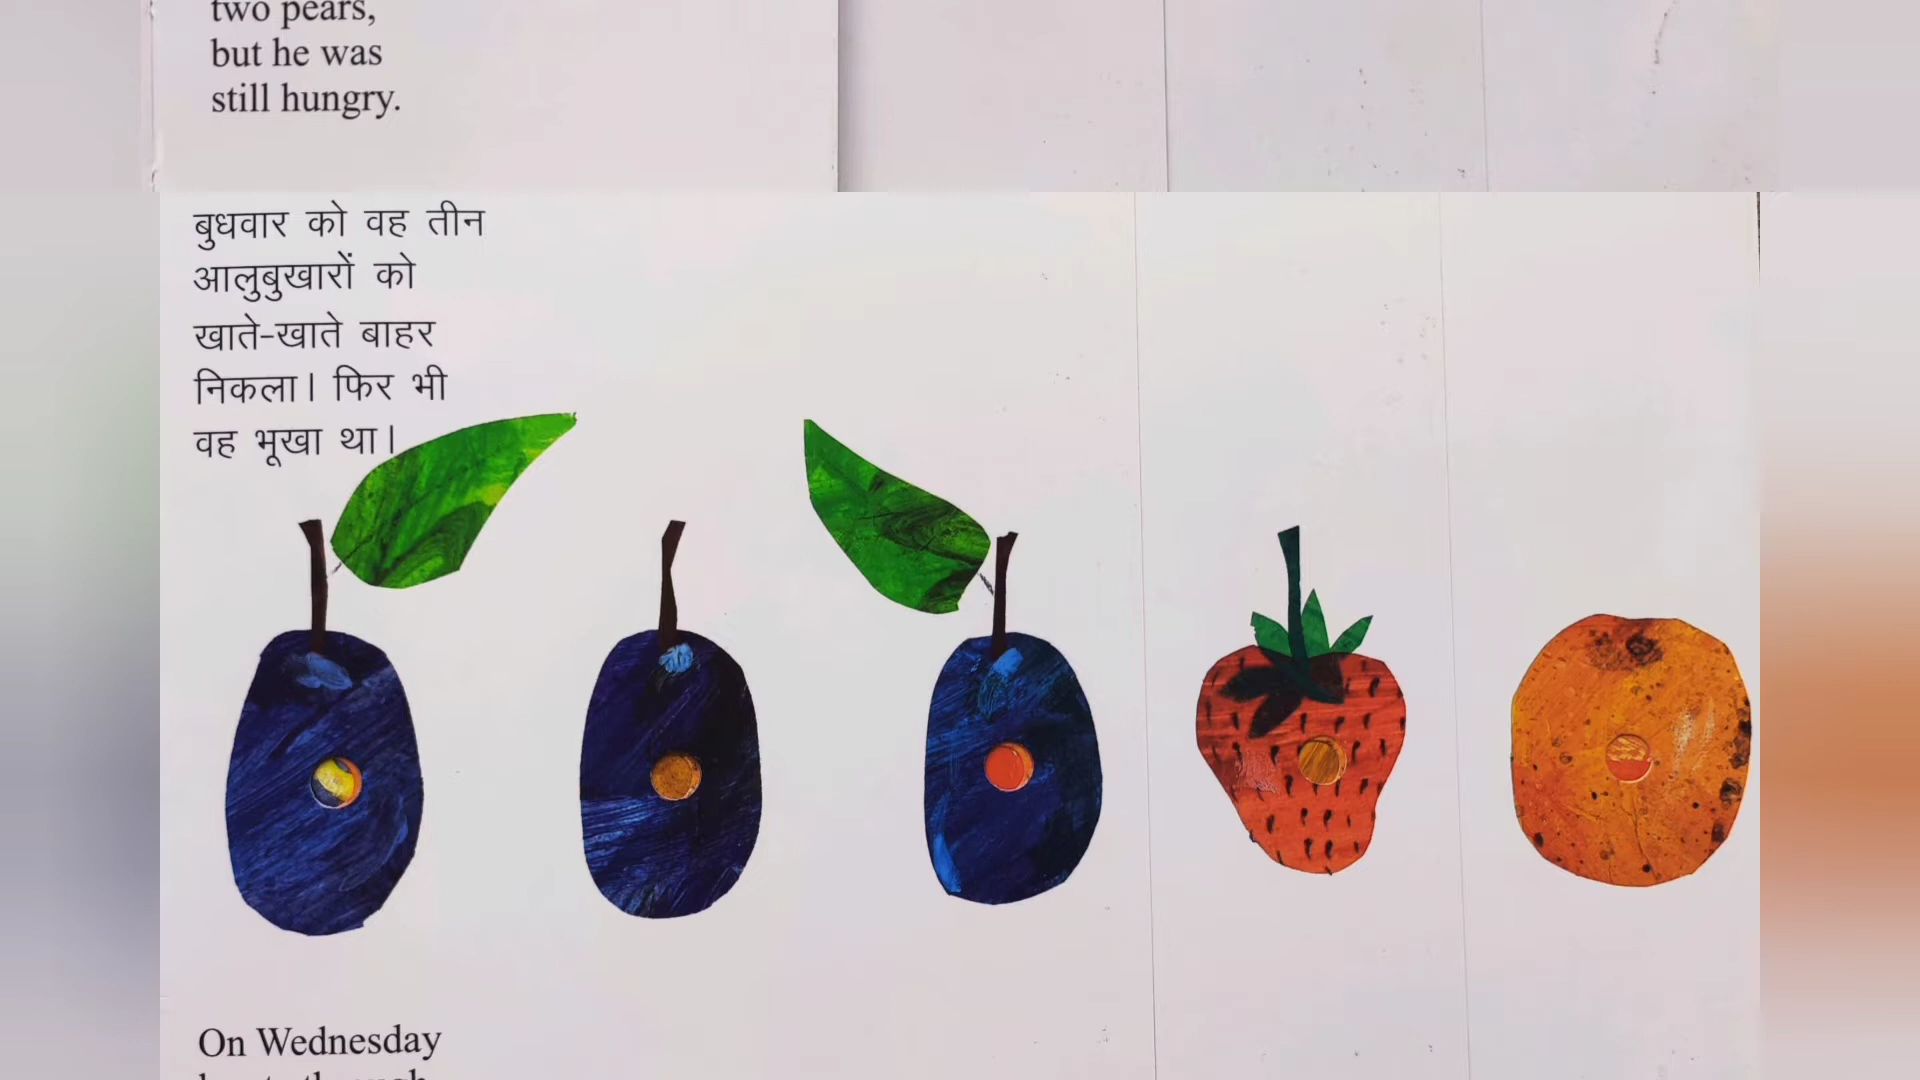 two pears,
but he was
still hungry.
बुधवार को वह तीन
आलुबुखारों को
खाते-खाते बाहर
निकला। फिर भी
वह भूखा था।
On Wednesday